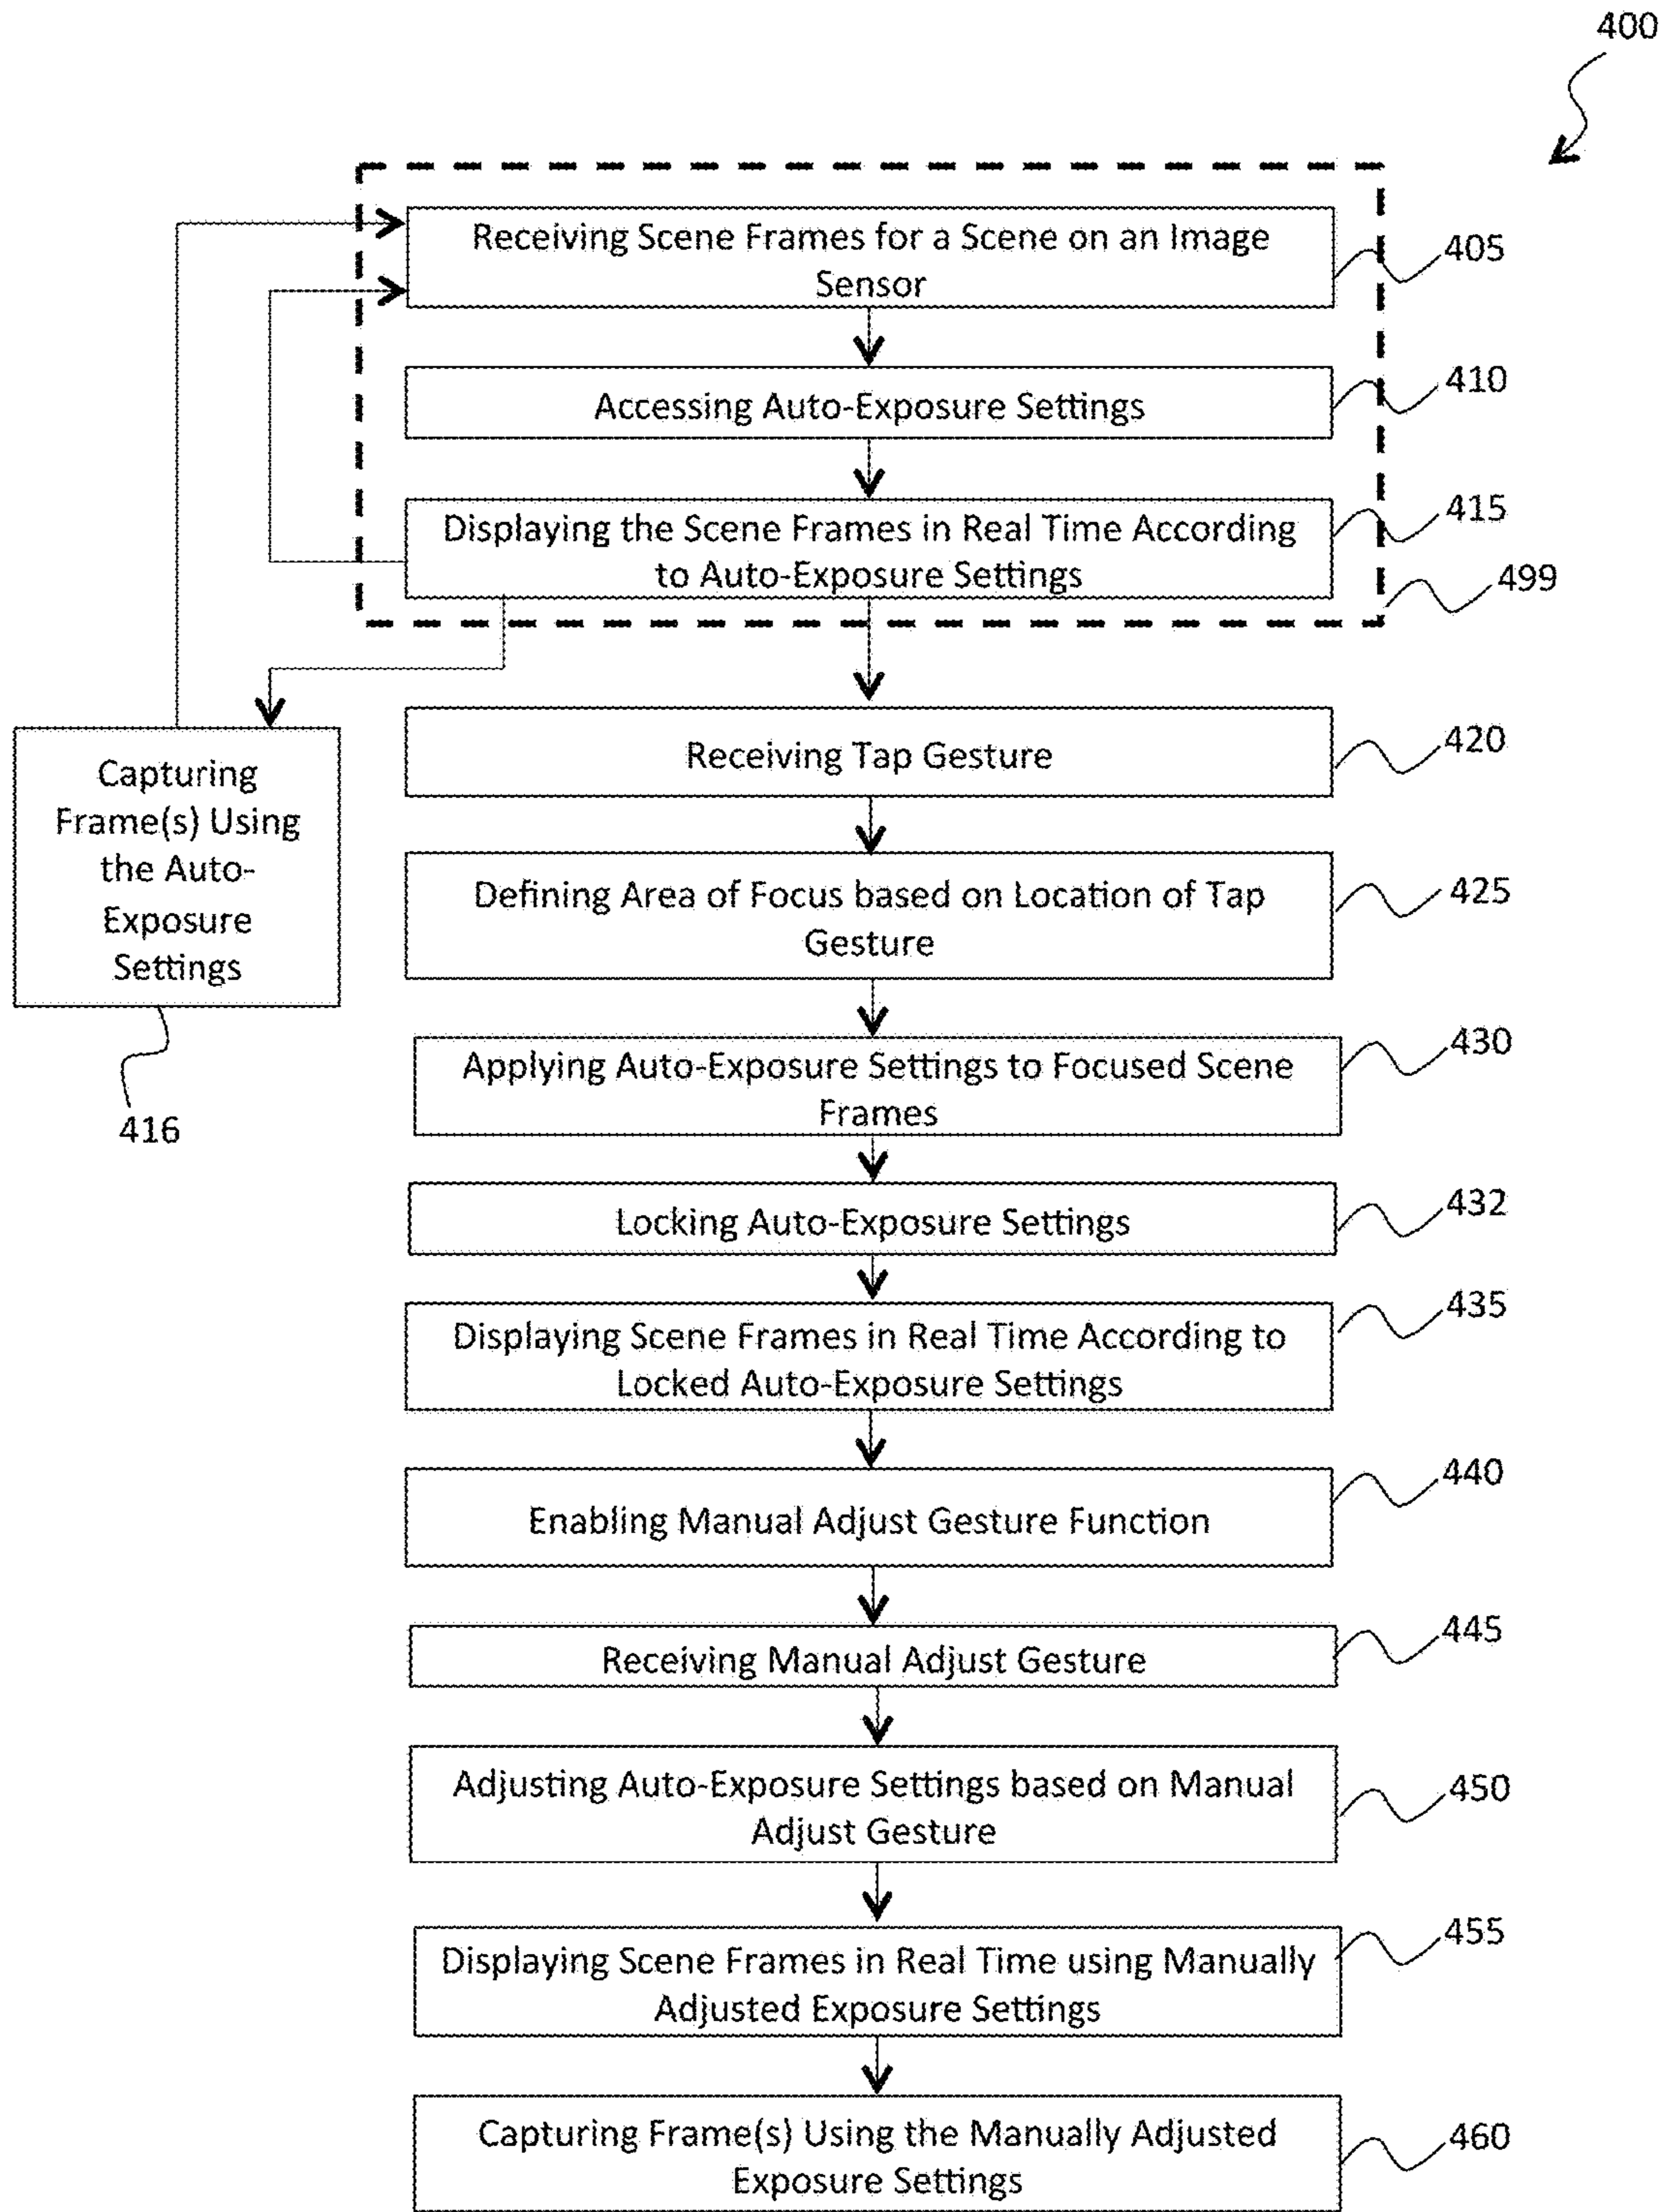 400
Receiving Scene Frames for a Scene on an Image
Sensor
405
Accessing Auto-Exposure Settings
410
Displaying the Scene Frames in Real Time According
to Auto-Exposure Settings
415
499
Capturing
Frame(s) Using
the Auto-
Exposure
Settings
416
Receiving Tap Gesture
420
Defining Area of Focus based on Location of Tap
Gesture
425
Applying Auto-Exposure Settings to Focused Scene
Frames
430
Locking Auto-Exposure Settings
432
Displaying Scene Frames in Real Time According to
Locked Auto-Exposure Settings
435
Enabling Manual Adjust Gesture Function
440
Receiving Manual Adjust Gesture
445
Adjusting Auto-Exposure Settings based on Manual
Adjust Gesture
450
Displaying Scene Frames in Real Time using Manually
Adjusted Exposure Settings
455
Capturing Frame(s) Using the Manually Adjusted
Exposure Settings
460